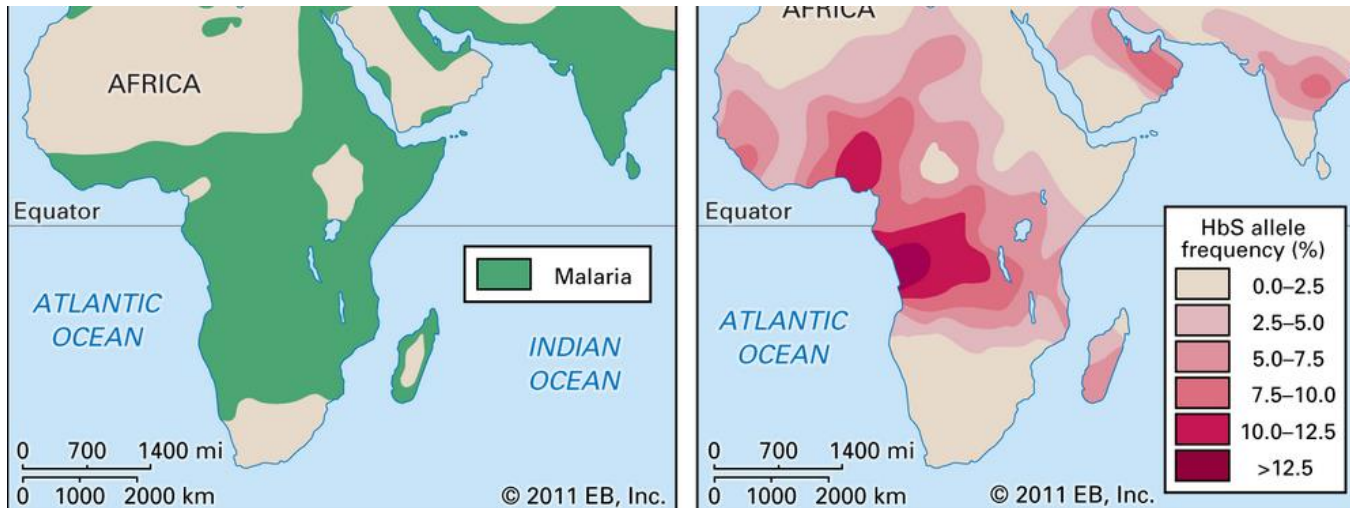 AFRICA
Equator
ATLANTIC
OCEAN
Malaria
INDIAN
OCEAN
0 700 1400 mi
0 1000 2000 km
© 2011 EB, Inc.
AFRICA
Equator
ATLANTIC
OCEAN
HbS allele
frequency (%)
0.0–2.5
2.5–5.0
5.0–7.5
7.5–10.0
10.0–12.5
>12.5
0 700 1400 mi
0 1000 2000 km
© 2011 EB, Inc.